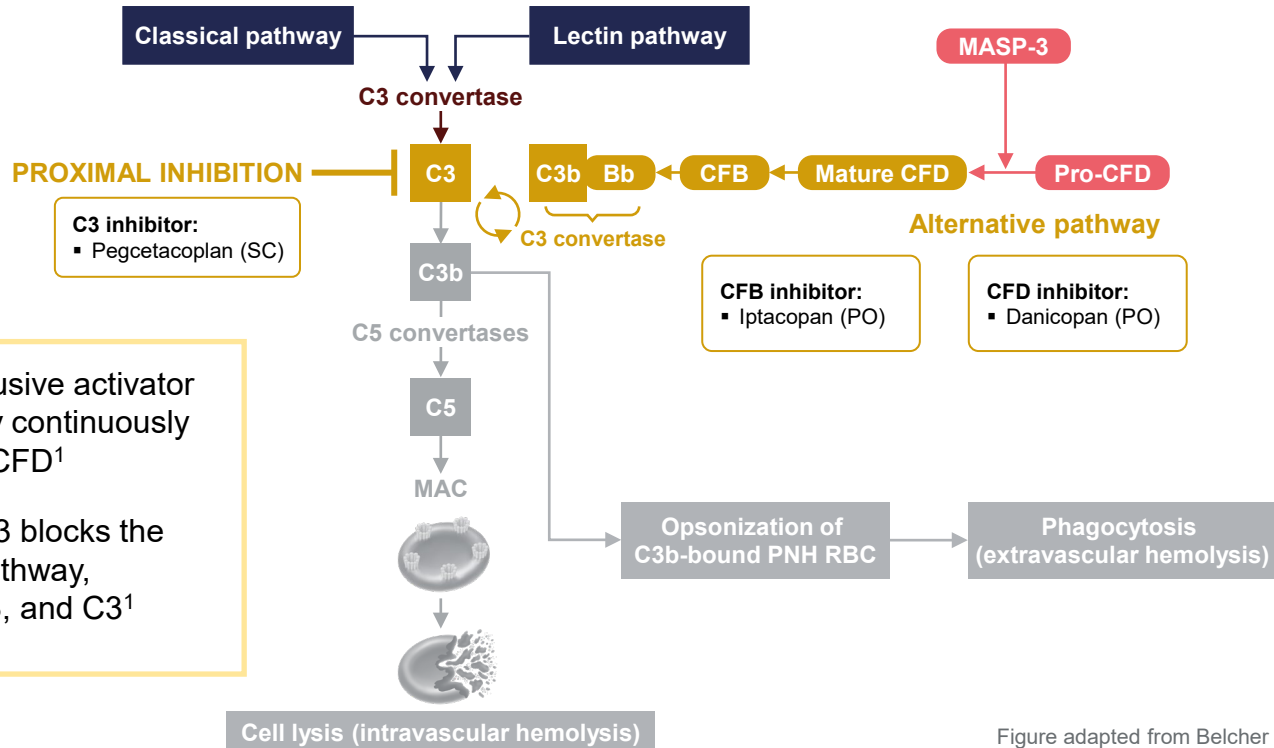 Classical pathway
Lectin pathway
MASP-3
C3 convertase
PROXIMAL INHIBITION
C3
C3b
Bb
CFB
Mature CFD
Pro-CFD
C3 inhibitor:
▪ Pegcetacoplan (SC)
C3 convertase
Alternative pathway
C3b
CFB inhibitor:
▪ Iptacopan (PO)
CFD inhibitor:
▪ Danicopan (PO)
C5 convertases
usive activator
y continuously
CFD¹
C5
MAC
3 blocks the
thway,
, and C3¹
Opsonization of
C3b-bound PNH RBC
Phagocytosis
(extravascular hemolysis)
Cell lysis (intravascular hemolysis)
Figure adapted from Belcher